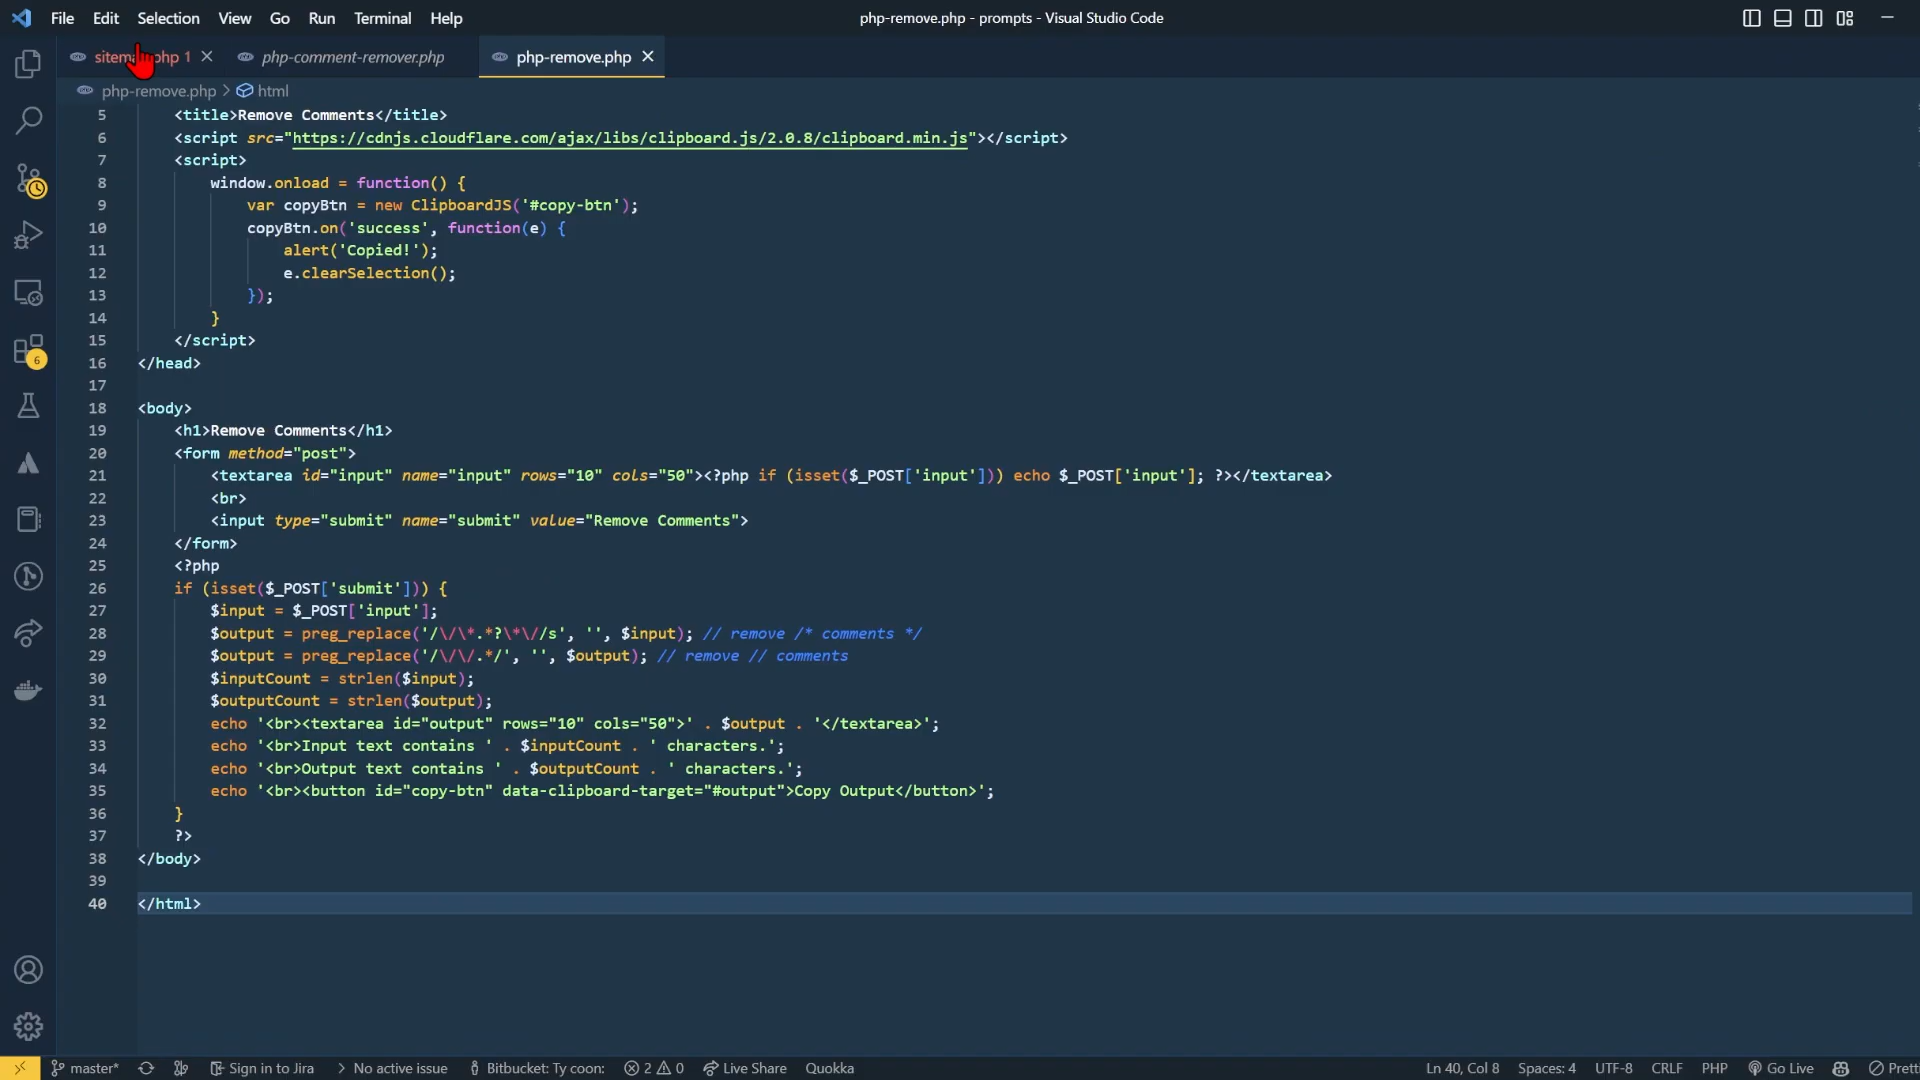 File Edit Selection View Go Run Terminal Help
php-remove.php - prompts - Visual Studio Code
php 1
php-comment-remover.php
php-remove.php
php-remove.php > html
5 <title>Remove Comments</title>
6 <script src="https://cdnjs.cloudflare.com/ajax/libs/clipboard.js/2.0.8/clipboard.min.js"></script>
7 <script>
8 window.onload = function() {
9 var copyBtn = new ClipboardJS('#copy-btn');
10 copyBtn.on('success', function(e) {
11 alert('Copied!');
12 e.clearSelection();
13 });
14 }
15 </script>
16 </head>
17
18 <body>
19 <h1>Remove Comments</h1>
20 <form method="post">
21 <textarea id="input" name="input" rows="10" cols="50"><?php if (isset($_POST['input'])) echo $_POST['input']; ?></textarea>
22 <br>
23 <input type="submit" name="submit" value="Remove Comments">
24 </form>
25 <?php
26 if (isset($_POST['submit'])) {
27 $input = $_POST['input'];
28 $output = preg_replace('/\/\*.*?\*\//s', '', $input); // remove /* comments */
29 $output = preg_replace('/\/\/.*/', '', $output); // remove // comments
30 $inputCount = strlen($input);
31 $outputCount = strlen($output);
32 echo '<br><textarea id="output" rows="10" cols="50">' . $output . '</textarea>';
33 echo '<br>Input text contains ' . $inputCount . ' characters.';
34 echo '<br>Output text contains ' . $outputCount . ' characters.';
35 echo '<br><button id="copy-btn" data-clipboard-target="#output">Copy Output</button>';
36 }
37 ?>
38 </body>
39
40 </html>
6
master* Sign in to Jira > No active issue Bitbucket: Ty coon: 2 0 Live Share Quokka Ln 40, Col 8 Spaces: 4 UTF-8 CRLF PHP Go Live Prett